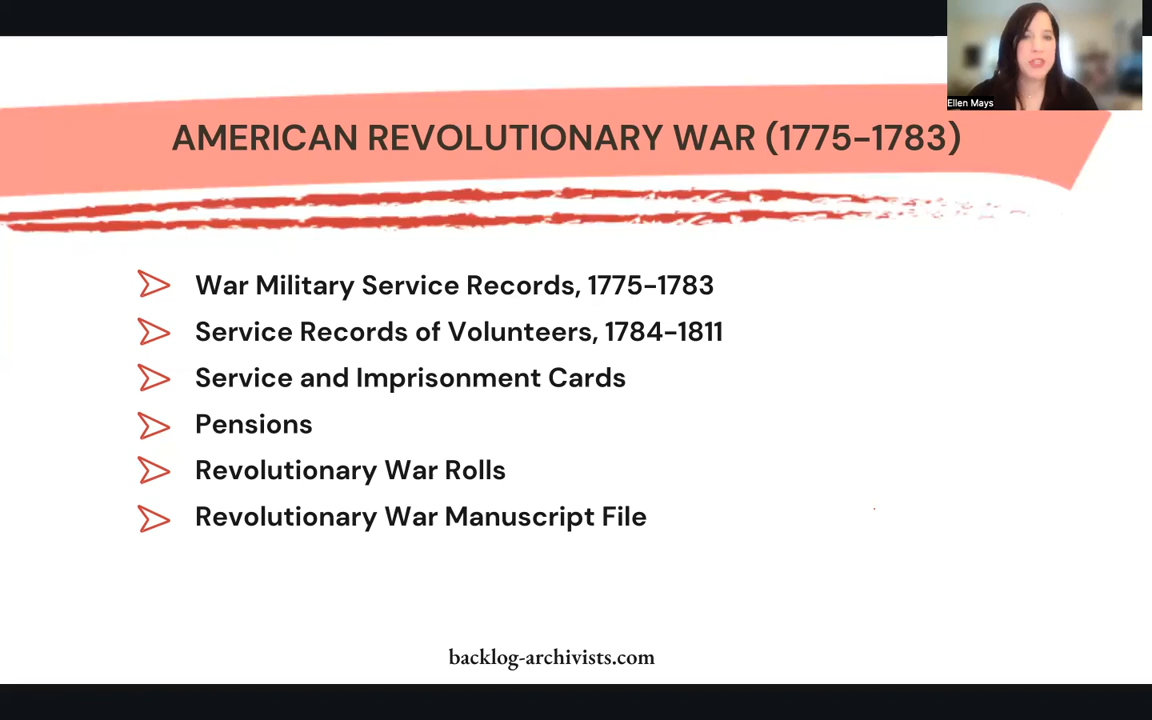 Ellen Mays
AMERICAN REVOLUTIONARY WAR (1775-1783)
War Military Service Records, 1775-1783
Service Records of Volunteers, 1784-1811
Service and Imprisonment Cards
Pensions
Revolutionary War Rolls
Revolutionary War Manuscript File
backlog-archivists.com